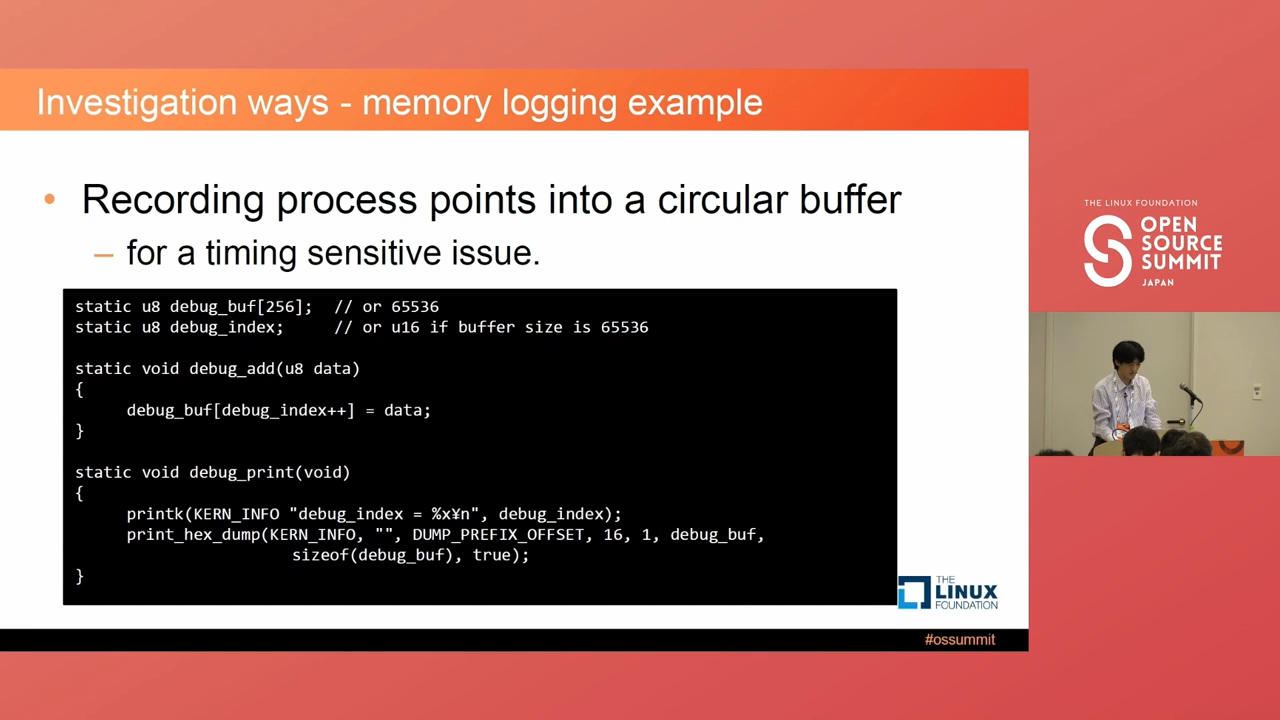 Investigation ways - memory logging example
• Recording process points into a circular buffer
– for a timing sensitive issue.
static u8 debug_buf[256];  // or 65536
static u8 debug_index;     // or u16 if buffer size is 65536
static void debug_add(u8 data)
{
debug_buf[debug_index++] = data;
}
static void debug_print(void)
{
printk(KERN_INFO "debug_index = %x¥n", debug_index);
print_hex_dump(KERN_INFO, "", DUMP_PREFIX_OFFSET, 16, 1, debug_buf,
sizeof(debug_buf), true);
}
THE
LINUX
FOUNDATION
#ossummit
THE LINUX FOUNDATION
OPEN
SOURCE
SUMMIT
JAPAN